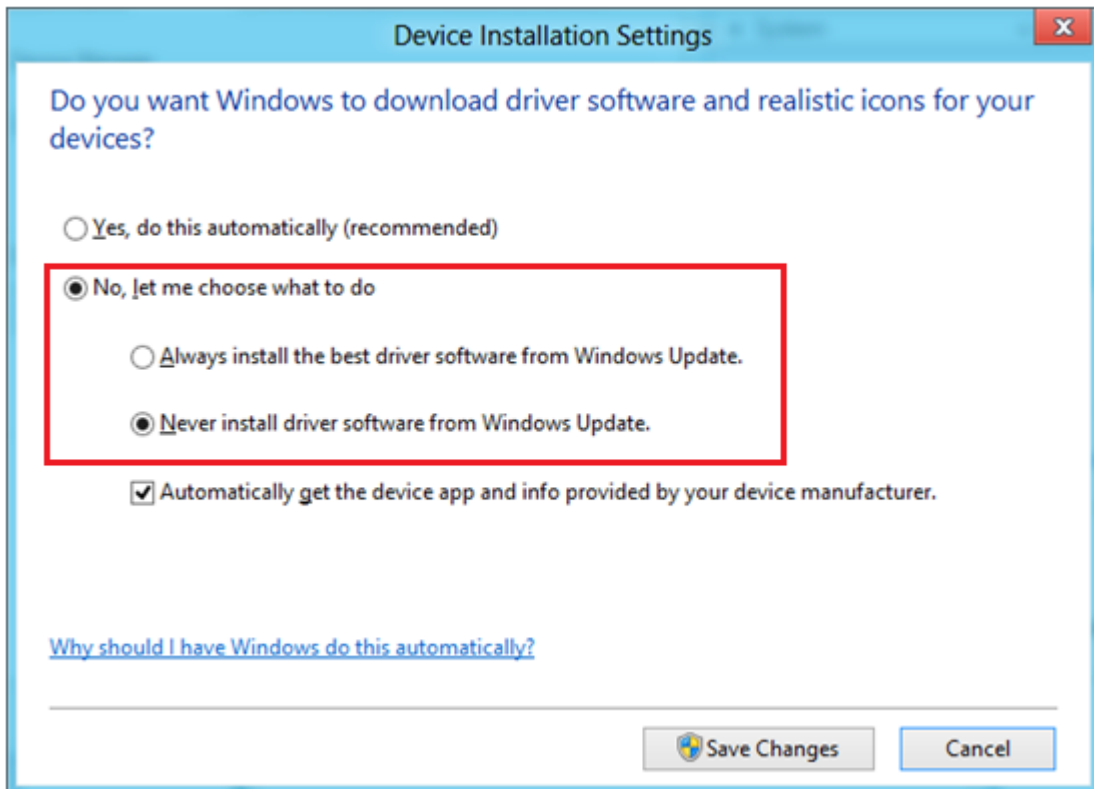 Device Installation Settings
Do you want Windows to download driver software and realistic icons for your
devices?
Yes, do this automatically (recommended)
No, let me choose what to do
Always install the best driver software from Windows Update.
Never install driver software from Windows Update.
Automatically get the device app and info provided by your device manufacturer.
Why should I have Windows do this automatically?
Save Changes
Cancel